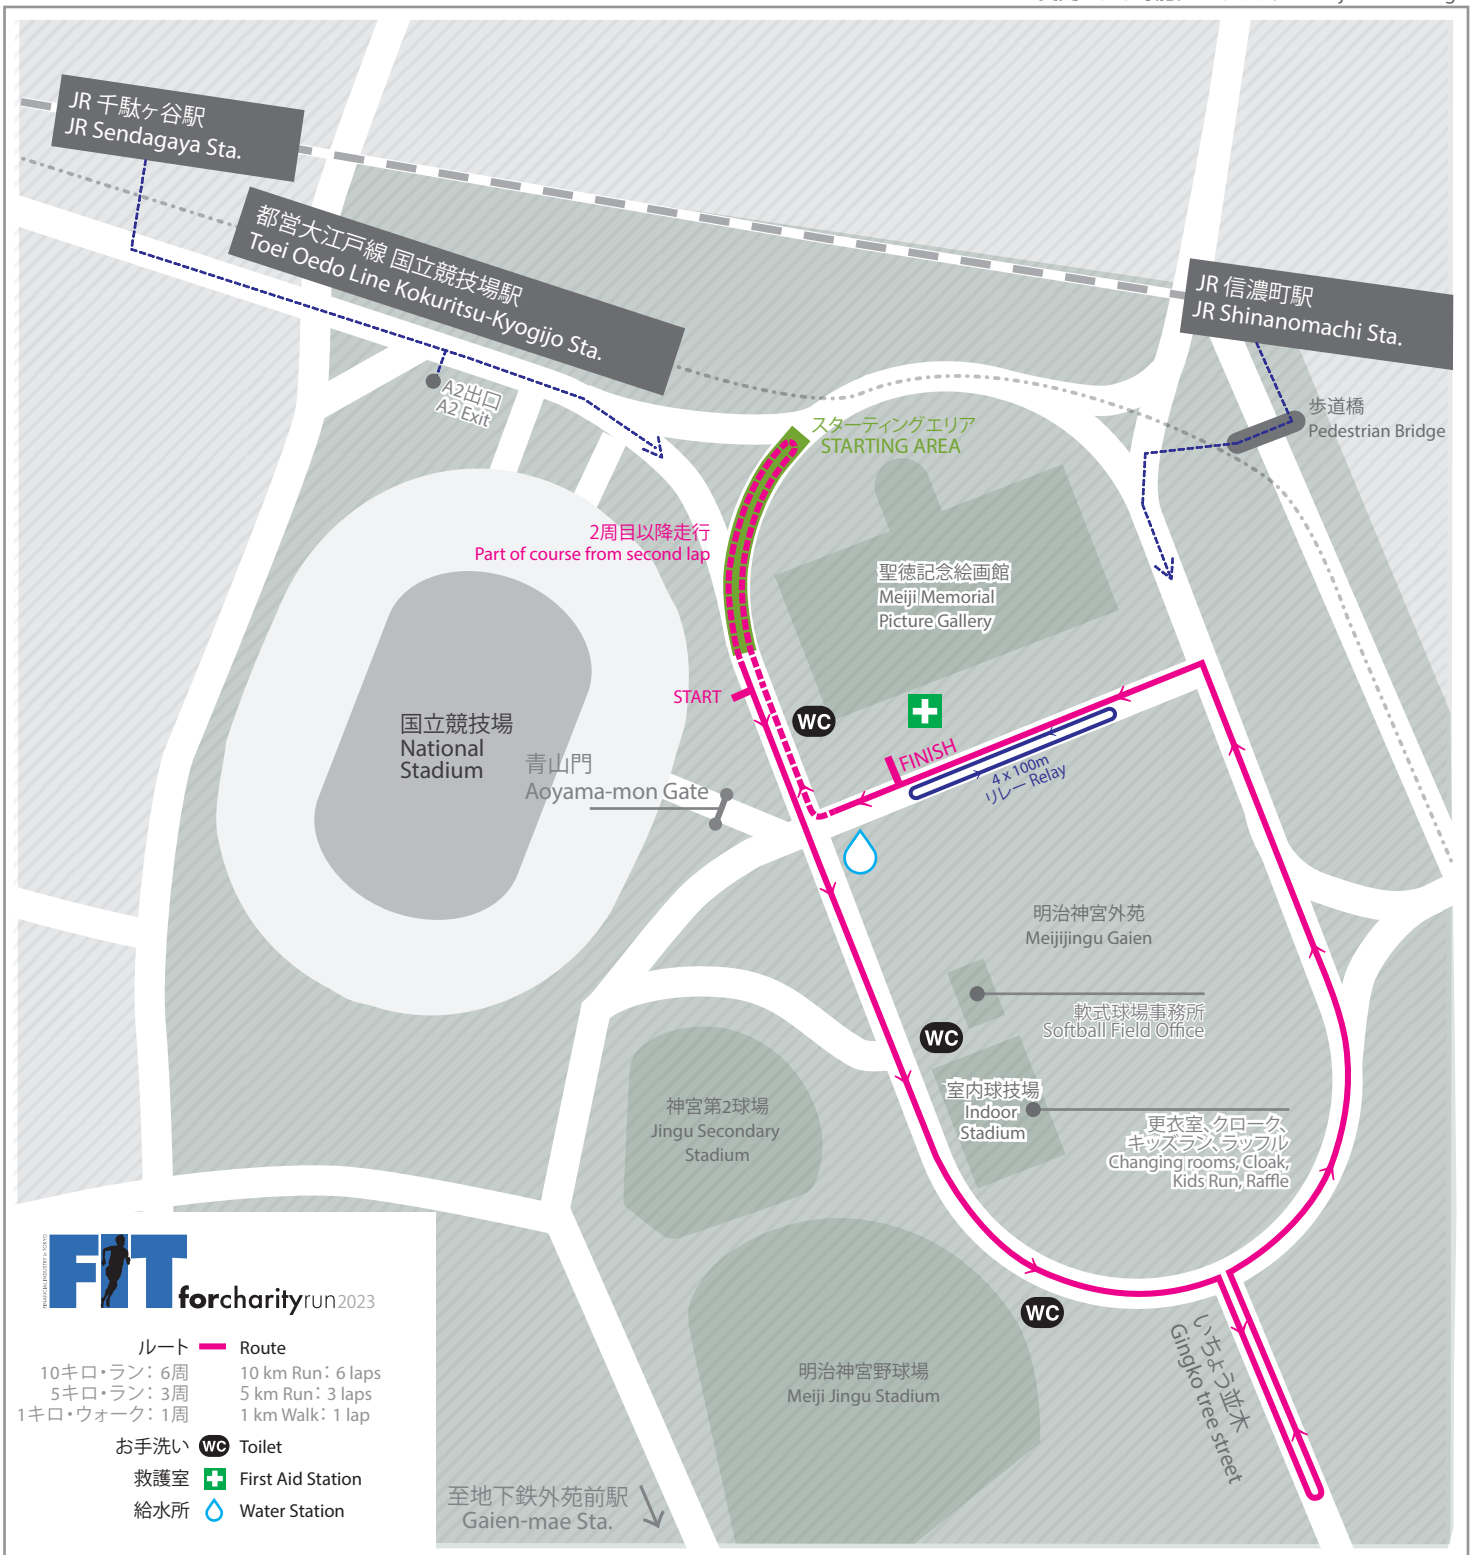 JR 千駄ヶ谷駅
JR Sendagaya Sta.
都営大江戸線 国立競技場駅
Toei Oedo Line Kokuritsu-Kyogijo Sta.
JR 信濃町駅
JR Shinanomachi Sta.
A2出口
A2 Exit
歩道橋
Pedestrian Bridge
スターティングエリア
STARTING AREA
2周目以降走行
Part of course from second lap
聖徳記念絵画館
Meiji Memorial
Picture Gallery
START
WC
FINISH
4 x 100m
リレー Relay
国立競技場
National
Stadium
青山門
Aoyama-mon Gate
明治神宮外苑
Meijijingu Gaien
軟式球場事務所
Softball Field Office
WC
室内球技場
Indoor
Stadium
更衣室、クローク、
キッズラン、ラッフル
Changing rooms, Cloak,
Kids Run, Raffle
神宮第2球場
Jingu Secondary
Stadium
WC
いちょう並木
Gingko tree street
明治神宮野球場
Meiji Jingu Stadium
至地下鉄外苑前駅
Gaien-mae Sta.
FINANCIAL INDUSTRY in TOKYO
FIT
forcharityrun2023
ルート Route
10キロ・ラン：6周 10 km Run：6 laps
5キロ・ラン：3周 5 km Run：3 laps
1キロ・ウォーク：1周 1 km Walk：1 lap
お手洗い WC Toilet
救護室 First Aid Station
給水所 Water Station